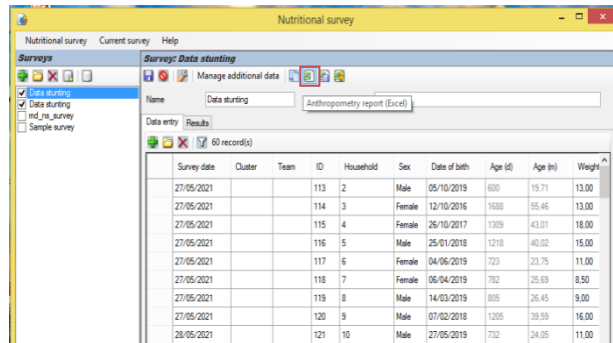 Nutritional survey
Nutritional survey Current survey Help
Surveys
Survey: Data stunting
Manage additional data
Data stunting
Data stunting
md_ns_survey
Sample survey
Name Data stunting
Anthropometry report (Excel)
Data entry Results
60 record(s)
Survey date Cluster Team ID Household Sex Date of birth Age (d) Age (m) Weight
27/05/2021 113 2 Male 05/10/2019 600 19,71 13,00
27/05/2021 114 3 Female 12/10/2016 1688 55,46 13,00
27/05/2021 115 4 Female 26/10/2017 1309 43,01 18,00
27/05/2021 116 5 Male 25/01/2018 1218 40,02 15,00
27/05/2021 117 6 Female 04/06/2019 723 23,75 11,00
27/05/2021 118 7 Female 06/04/2019 782 25,69 8,50
27/05/2021 119 8 Male 14/03/2019 805 26,45 9,00
27/05/2021 120 9 Male 07/02/2018 1205 39,59 16,00
28/05/2021 121 10 Male 27/05/2019 732 24,05 11,00